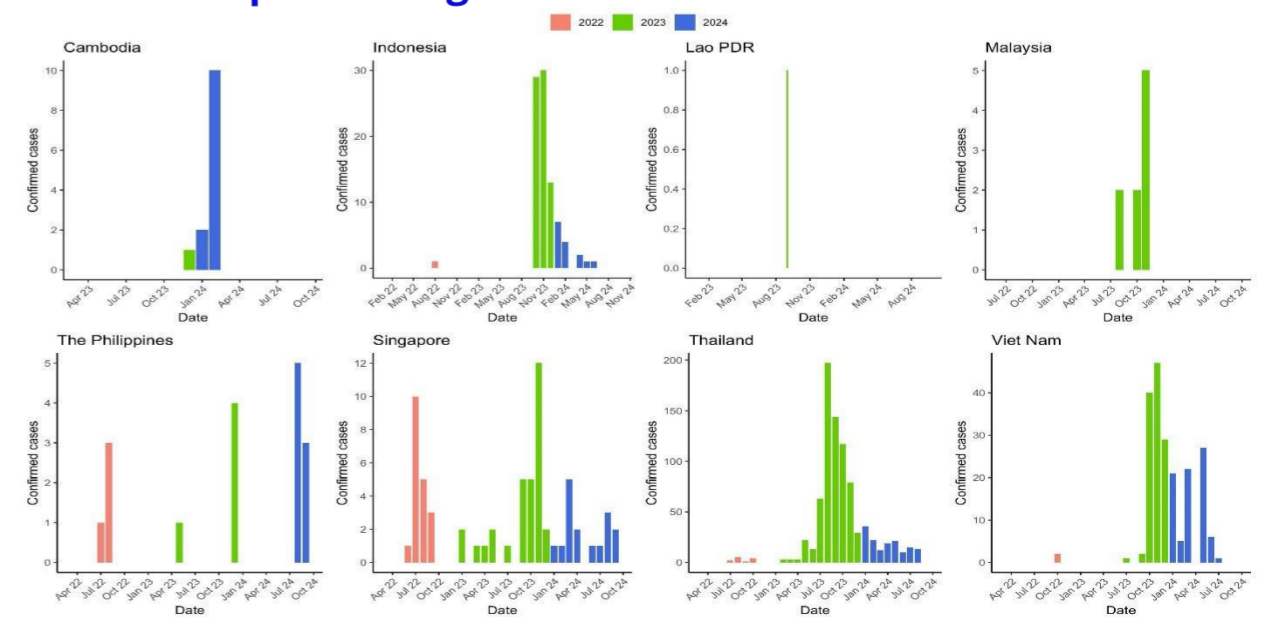 2022 2023 2024
Cambodia
Confirmed cases
10
8
6
4
2
0
Apr 23 Jul 23 Oct 23 Jan 24 Apr 24 Jul 24 Oct 24
Date
Indonesia
Confirmed cases
30
20
10
0
Feb 22 May 22 Aug 22 Nov 22 Feb 23 May 23 Aug 23 Nov 23 Feb 24 May 24 Aug 24 Nov 24
Date
Lao PDR
Confirmed cases
1.0
0.8
0.6
0.4
0.2
0.0
Feb 23 May 23 Aug 23 Nov 23 Feb 24 May 24 Aug 24
Date
Malaysia
Confirmed cases
5
4
3
2
1
0
Jul 22 Oct 22 Jan 23 Apr 23 Jul 23 Oct 23 Jan 24 Apr 24 Jul 24 Oct 24
Date
The Philippines
Confirmed cases
5
4
3
2
1
0
Apr 22 Jul 22 Oct 22 Jan 23 Apr 23 Jul 23 Oct 23 Jan 24 Apr 24 Jul 24 Oct 24
Date
Singapore
Confirmed cases
12
10
8
6
4
2
0
Apr 22 Jul 22 Oct 22 Jan 23 Apr 23 Jul 23 Oct 23 Jan 24 Apr 24 Jul 24 Oct 24
Date
Thailand
Confirmed cases
200
150
100
50
0
Apr 22 Jul 22 Oct 22 Jan 23 Apr 23 Jul 23 Oct 23 Jan 24 Apr 24 Jul 24 Oct 24
Date
Viet Nam
Confirmed cases
40
30
20
10
0
Apr 22 Jul 22 Oct 22 Jan 23 Apr 23 Jul 23 Oct 23 Jan 24 Apr 24 Jul 24 Oct 24
Date